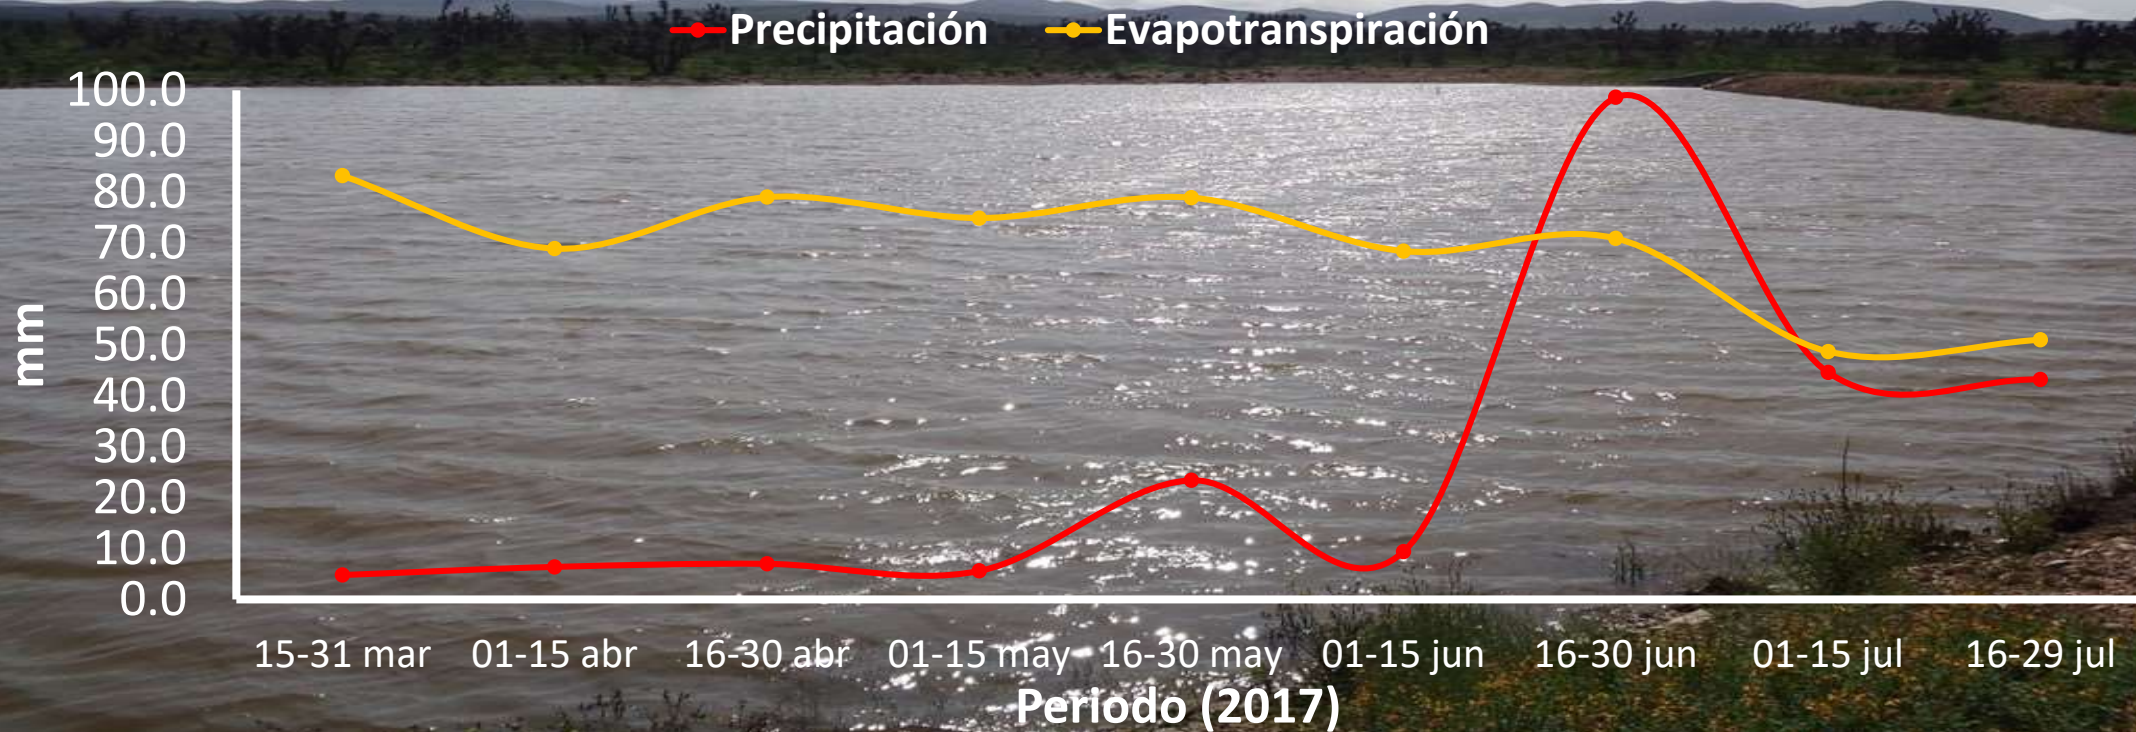 Precipitación Evapotranspiración
100.0
90.0
80.0
70.0
60.0
50.0
40.0
30.0
20.0
10.0
0.0
mm
15-31 mar 01-15 abr 16-30 abr 01-15 may 16-30 may 01-15 jun 16-30 jun 01-15 jul 16-29 jul
Periodo (2017)